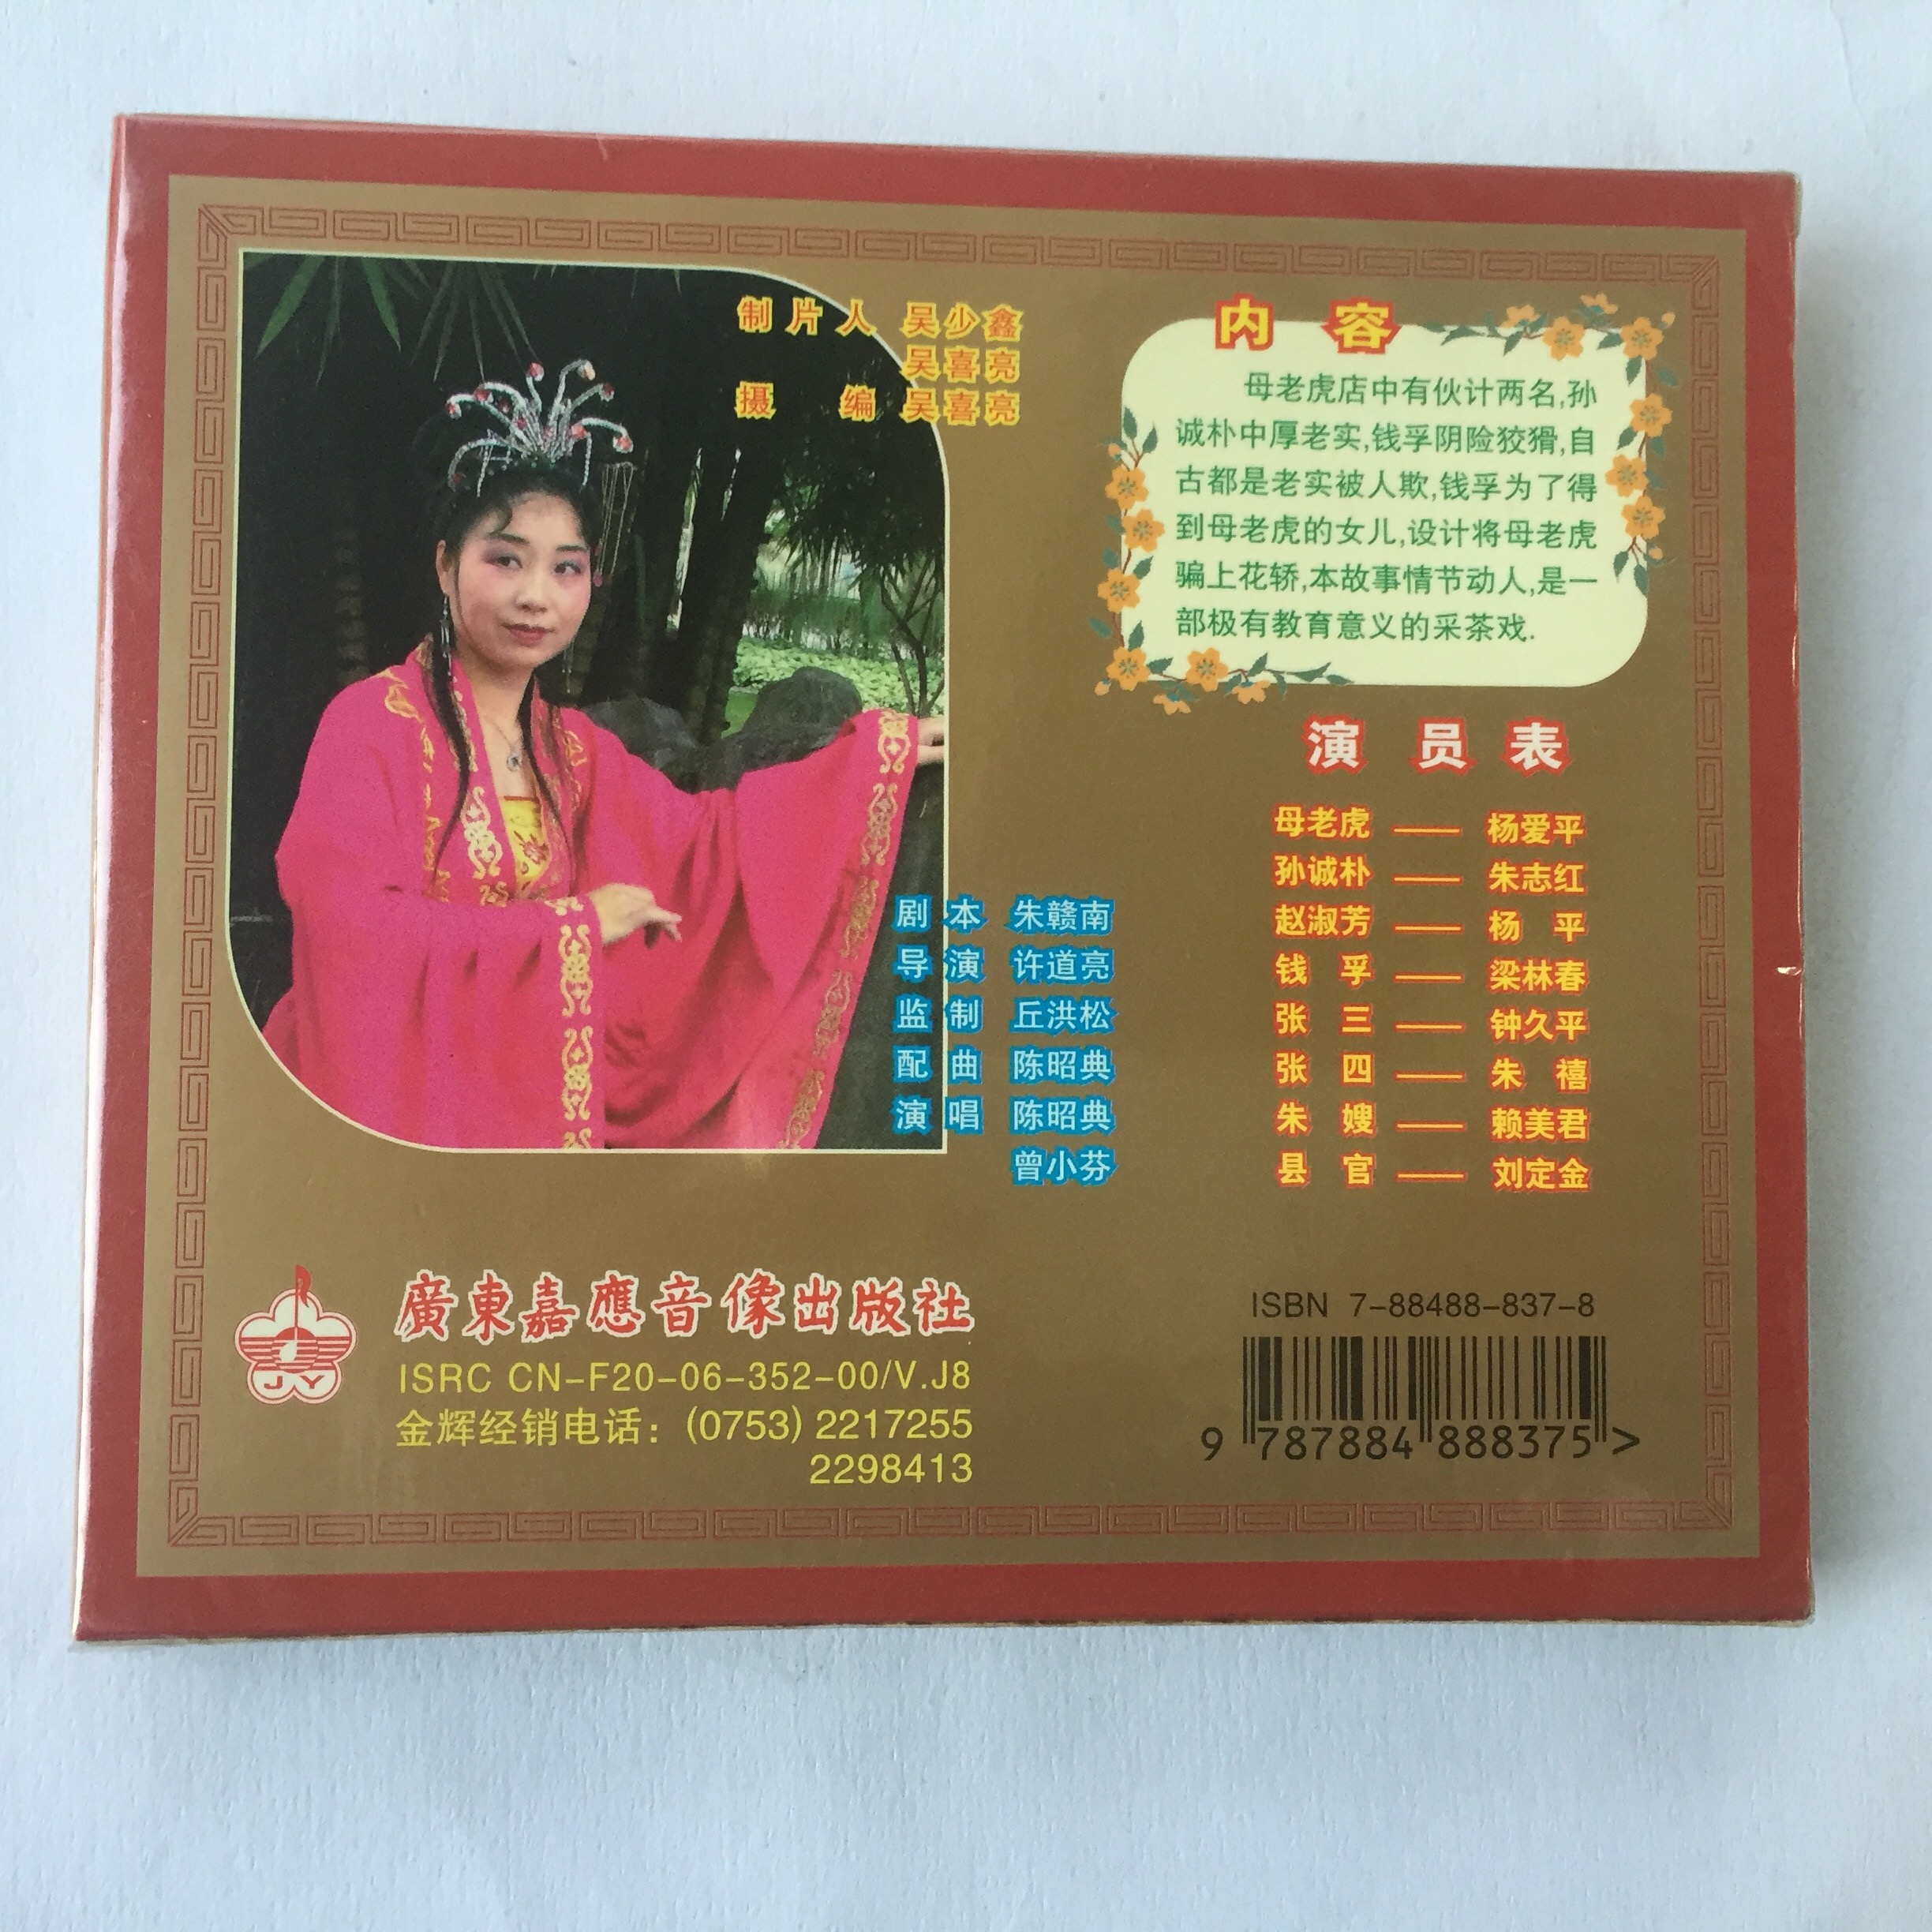 制片人 吴少鑫
吴喜亮
摄 编 吴喜亮
内 容
母老虎店中有伙计两名,孙
诚朴中厚老实,钱孚阴险狡猾,自
古都是老实被人欺,钱孚为了得
到母老虎的女儿,设计将母老虎
骗上花轿,本故事情节动人,是一
部极有教育意义的采茶戏.
演 员 表
母老虎 —— 杨爱平
孙诚朴 —— 朱志红
赵淑芳 —— 杨 平
钱 孚 —— 梁林春
张 三 —— 钟久平
张 四 —— 朱 禧
朱 嫂 —— 赖美君
县 官 —— 刘定金
剧 本 朱赣南
导 演 许道亮
监 制 丘洪松
配 曲 陈昭典
演 唱 陈昭典
曾小芬
JY
廣東嘉應音像出版社
ISRC CN-F20-06-352-00/V.J8
金辉经销电话：(0753) 2217255
2298413
ISBN 7-88488-837-8
9 787884 888375 >